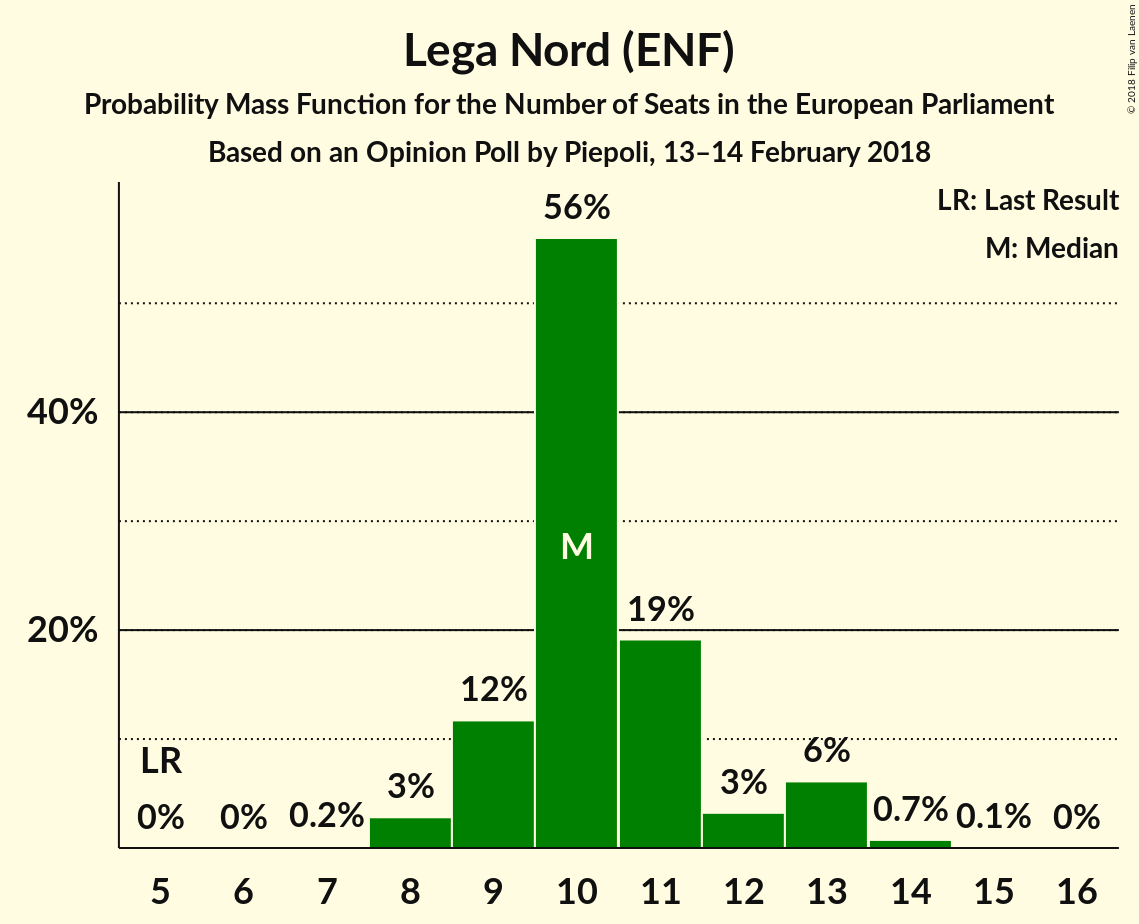 Lega Nord (ENF)
Probability Mass Function for the Number of Seats in the European Parliament
Based on an Opinion Poll by Piepoli, 13–14 February 2018
© 2018 Filip van Laenen
LR: Last Result
M: Median
56%
40%
M
19%
20%
12%
LR
3%
3%
6%
0%
0%
0.2%
0.7%
0.1%
0%
5 6 7 8 9 10 11 12 13 14 15 16